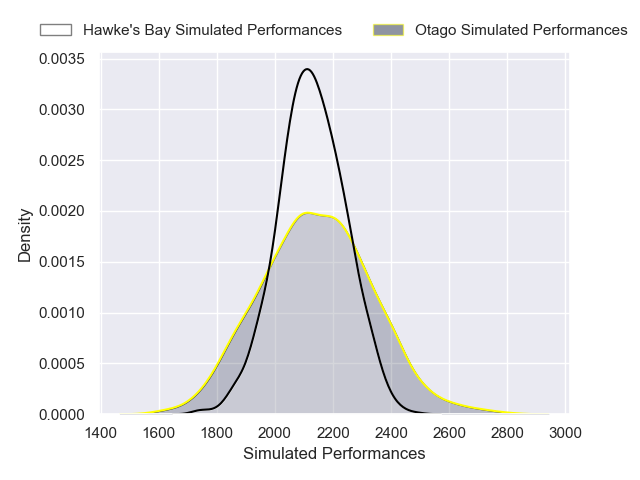 Hawke's Bay Simulated Performances
Otago Simulated Performances
0.0035
0.0030
0.0025
0.0020
0.0015
0.0010
0.0005
0.0000
Density
1400 1600 1800 2000 2200 2400 2600 2800 3000
Simulated Performances